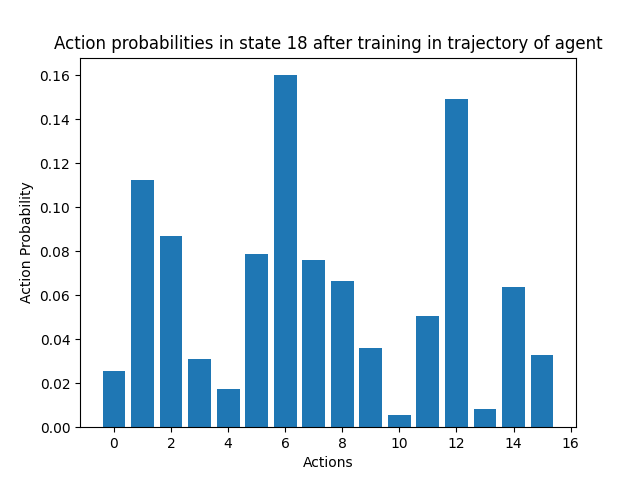 Action probabilities in state 18 after training in trajectory of agent
0.16
0.14
0.12
0.10
0.08
0.06
0.04
0.02
0.00
Action Probability
0 2 4 6 8 10 12 14 16
Actions